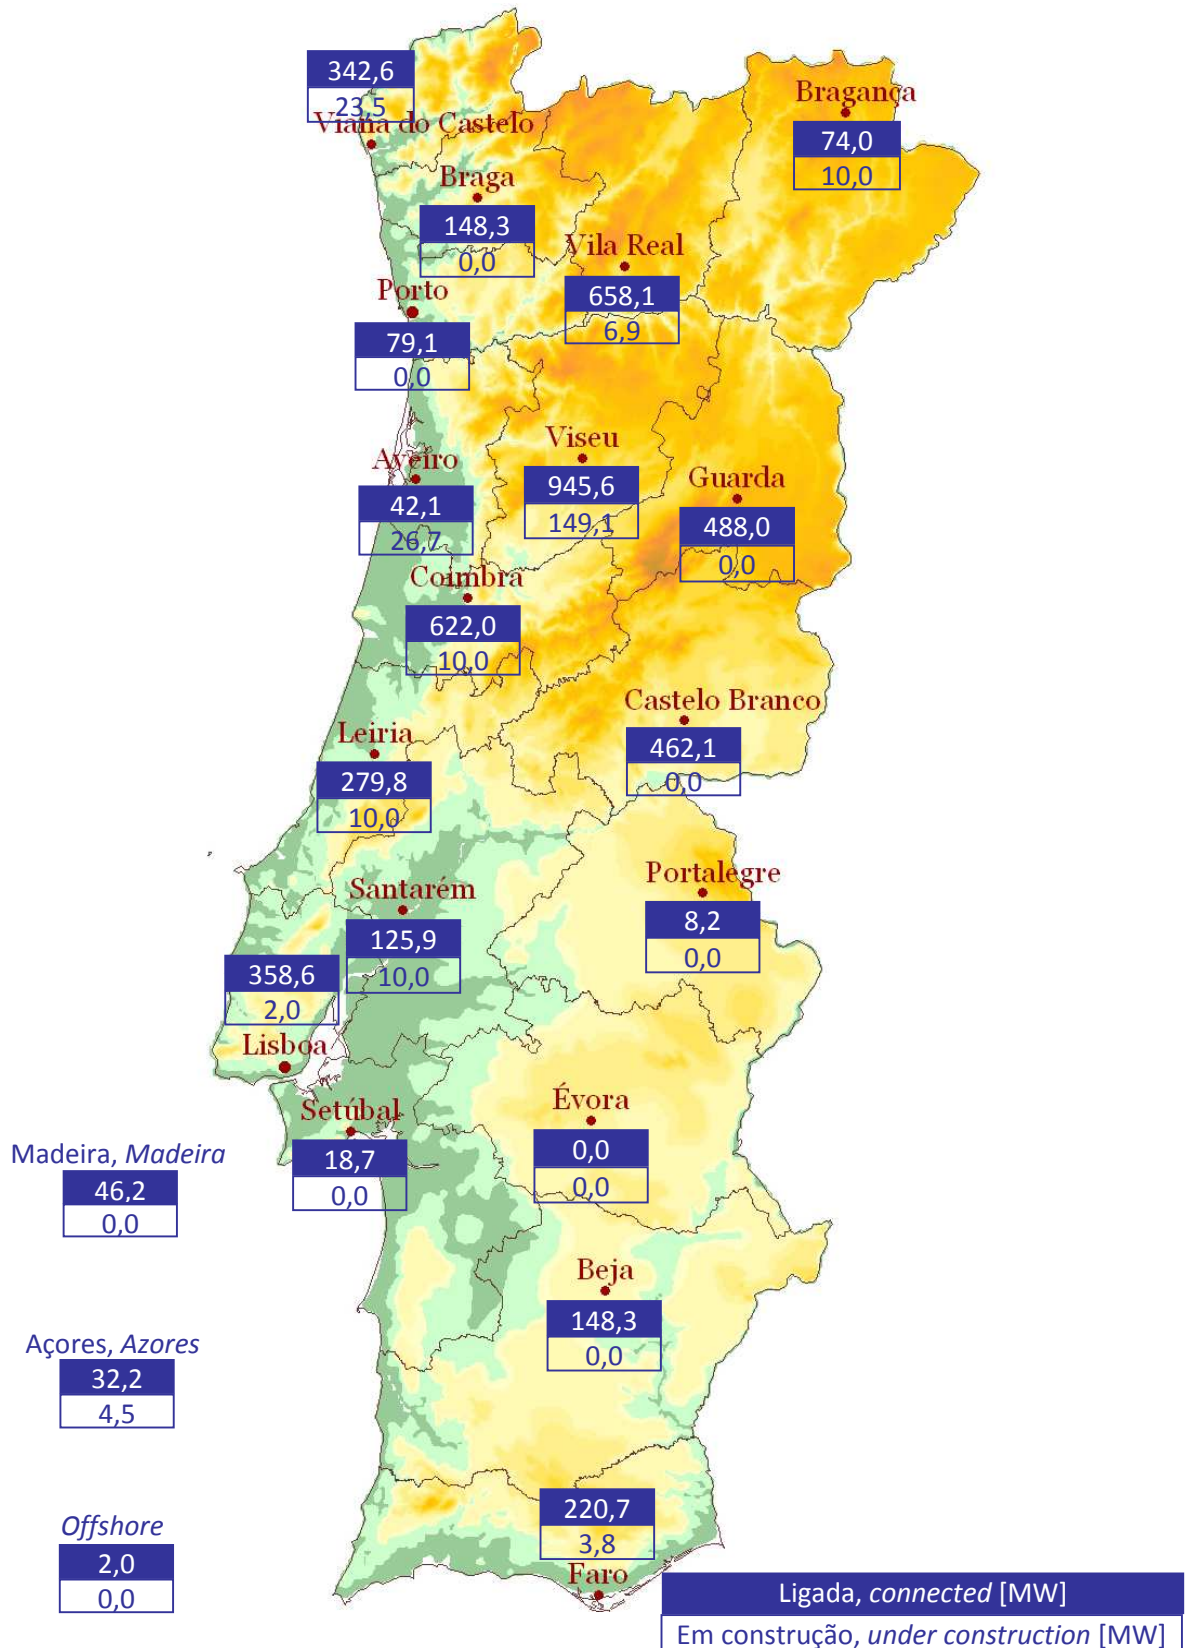 342,6
23,5
Viana do Castelo
Bragança
74,0
10,0
Braga
148,3
0,0
Vila Real
658,1
6,9
Porto
79,1
0,0
Viseu
945,6
149,1
Aveiro
42,1
26,7
Guarda
488,0
0,0
Coimbra
622,0
10,0
Castelo Branco
462,1
0,0
Leiria
279,8
10,0
Portalegre
8,2
0,0
Santarém
125,9
10,0
358,6
2,0
Lisboa
Setúbal
18,7
0,0
Évora
0,0
0,0
Madeira, Madeira
46,2
0,0
Beja
148,3
0,0
Açores, Azores
32,2
4,5
220,7
3,8
Faro
Offshore
2,0
0,0
Ligada, connected [MW]
Em construção, under construction [MW]